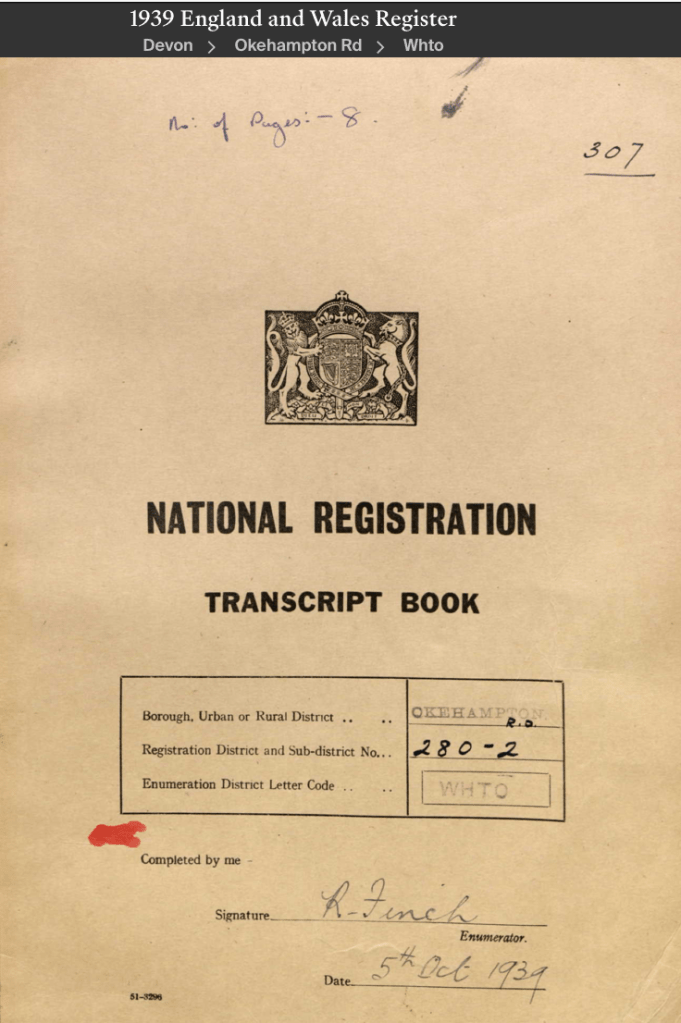 1939 England and Wales Register
Devon > Okehampton Rd > Whto
No: of Pages:- 8.
307
NATIONAL REGISTRATION
TRANSCRIPT BOOK
Borough, Urban or Rural District .. .. OKEHAMPTON. R.D.
Registration District and Sub-district No... 280-2
Enumeration District Letter Code .. .. WHTO
Completed by me -
Signature R. Finch
Enumerator.
Date 5th Oct 1939
51-3296